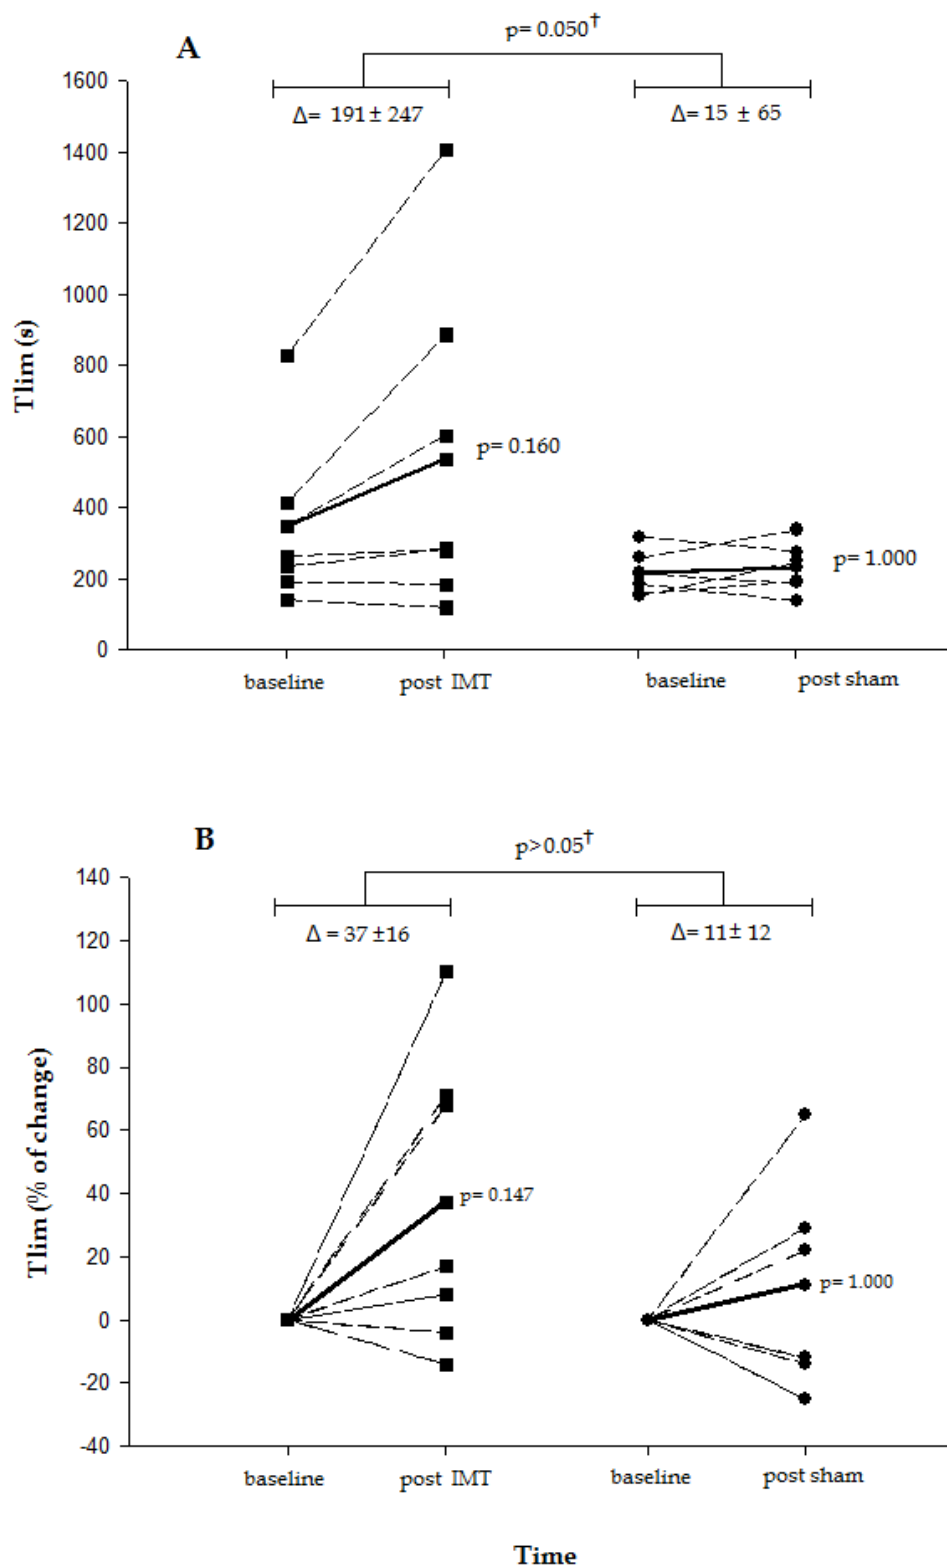 A
p= 0.050†
Δ= 191 ± 247
Δ= 15 ± 65
1600
1400
1200
1000
800
600
400
200
0
Tlim (s)
p= 0.160
p= 1.000
baseline
post IMT
baseline
post sham
B
p>0.05†
Δ = 37 ±16
Δ= 11 ± 12
140
120
100
80
60
40
20
0
-20
-40
Tlim (% of change)
p= 0.147
p= 1.000
baseline
post IMT
baseline
post sham
Time